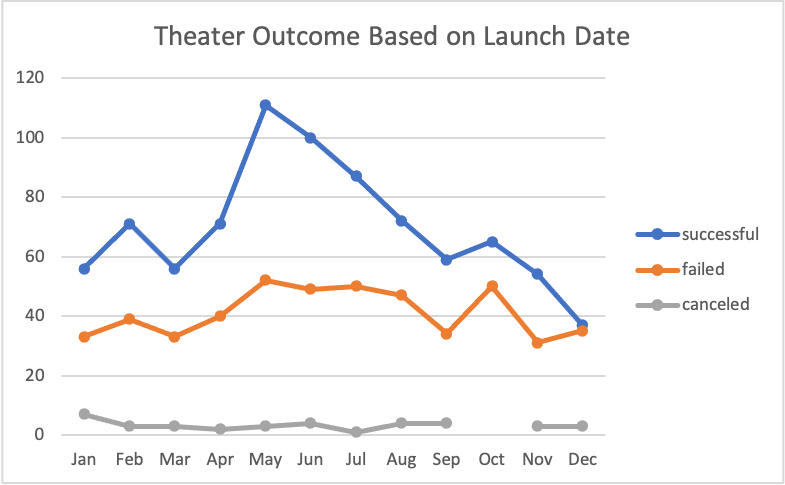 Theater Outcome Based on Launch Date
120
100
80
60
40
20
0
Jan Feb Mar Apr May Jun Jul Aug Sep Oct Nov Dec
successful
failed
canceled